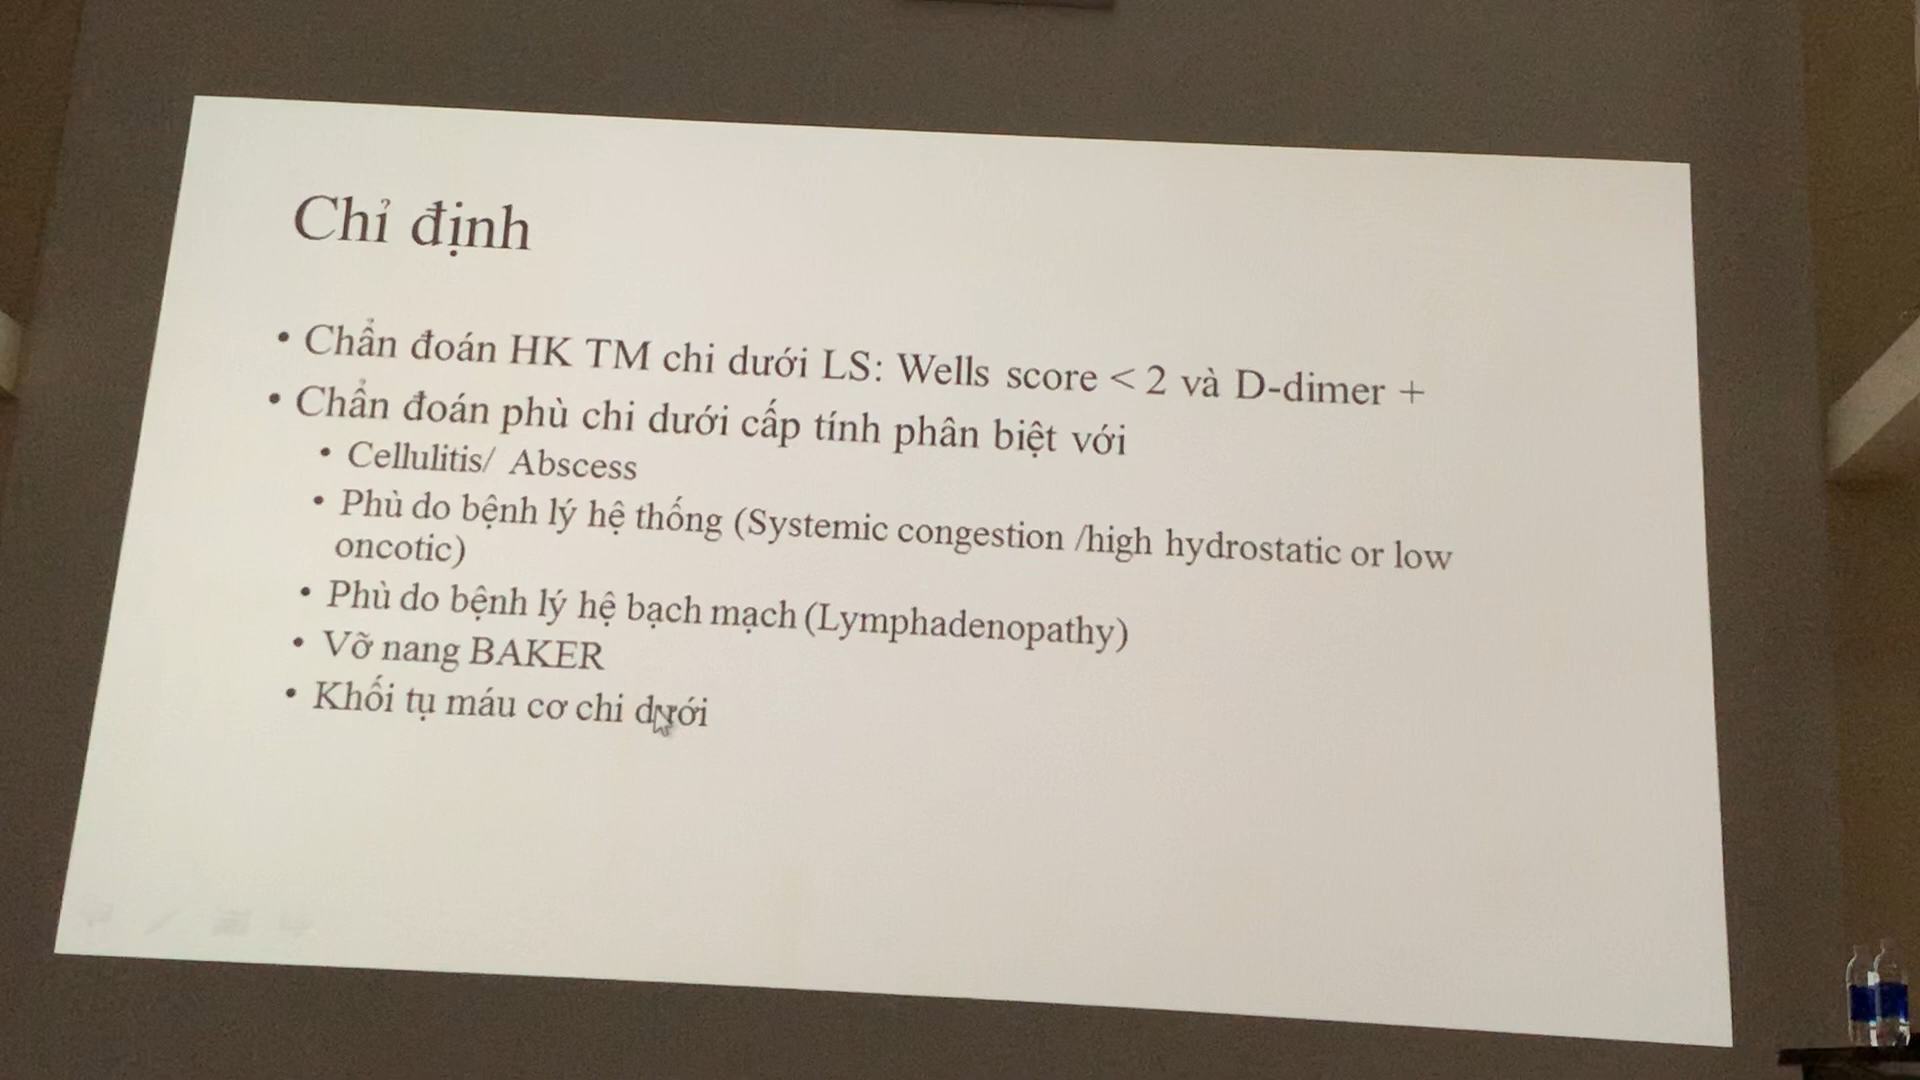 Chỉ định
• Chẩn đoán HK TM chi dưới LS: Wells score < 2 và D-dimer +
• Chẩn đoán phù chi dưới cấp tính phân biệt với
• Cellulitis/ Abscess
• Phù do bệnh lý hệ thống (Systemic congestion /high hydrostatic or low
oncotic)
• Phù do bệnh lý hệ bạch mạch (Lymphadenopathy)
• Vỡ nang BAKER
• Khối tụ máu cơ chi dưới